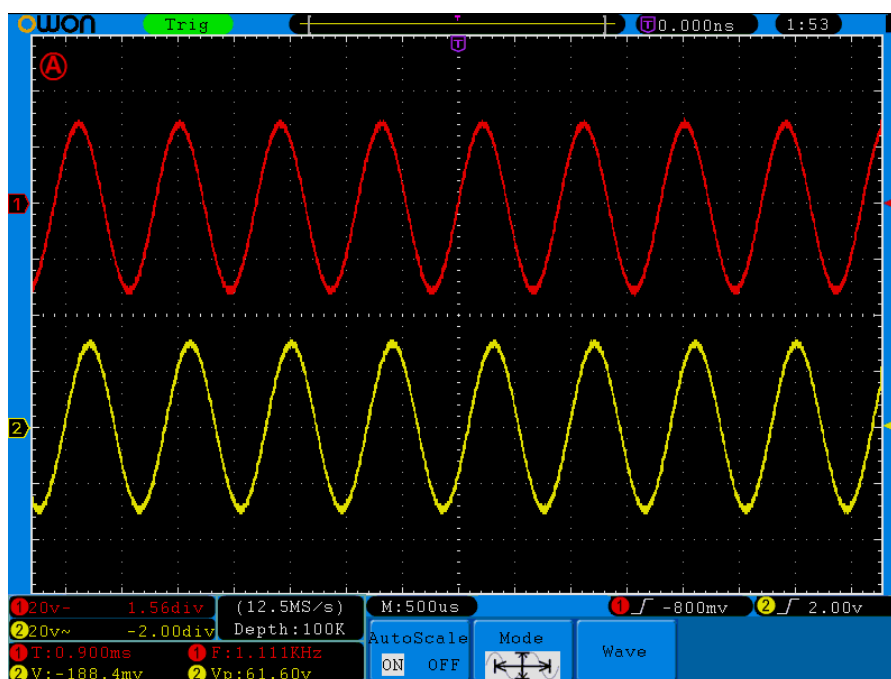 OWON Trig T T 0.000ns 1:53
T
A
1
2
1 20v- 1.56div (12.5MS/s) M:500us 1 -800mv 2 2.00v
2 20v~ -2.00div Depth:100K
AutoScale Mode Wave
ON OFF
1 T:0.900ms 1 F:1.111KHz
2 V:-188.4mv 2 Vp:61.60v